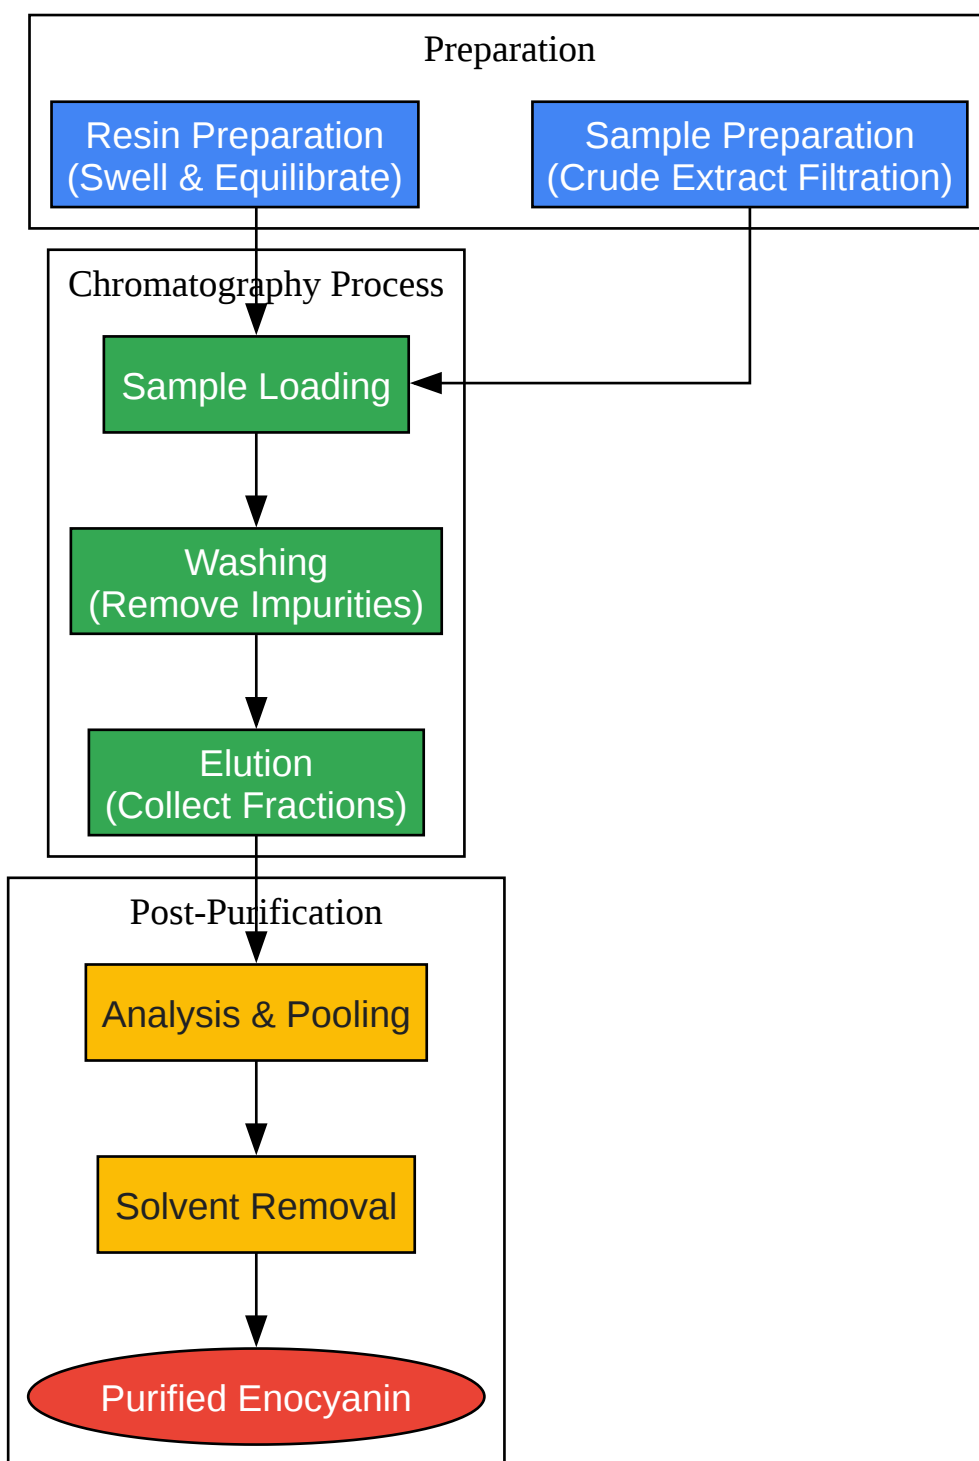 Preparation
Resin Preparation
(Swell & Equilibrate)
Sample Preparation
(Crude Extract Filtration)
Chromatography Process
Sample Loading
Washing
(Remove Impurities)
Elution
(Collect Fractions)
Post-Purification
Analysis & Pooling
Solvent Removal
Purified Enocyanin